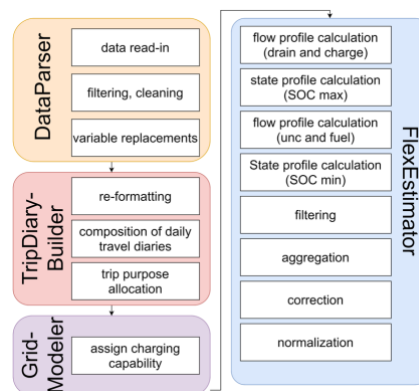 DataParser
data read-in
filtering, cleaning
variable replacements
TripDiary-
Builder
re-formatting
composition of daily
travel diaries
trip purpose
allocation
Grid-
Modeler
assign charging
capability
FlexEstimator
flow profile calculation
(drain and charge)
state profile calculation
(SOC max)
flow profile calculation
(unc and fuel)
State profile calculation
(SOC min)
filtering
aggregation
correction
normalization